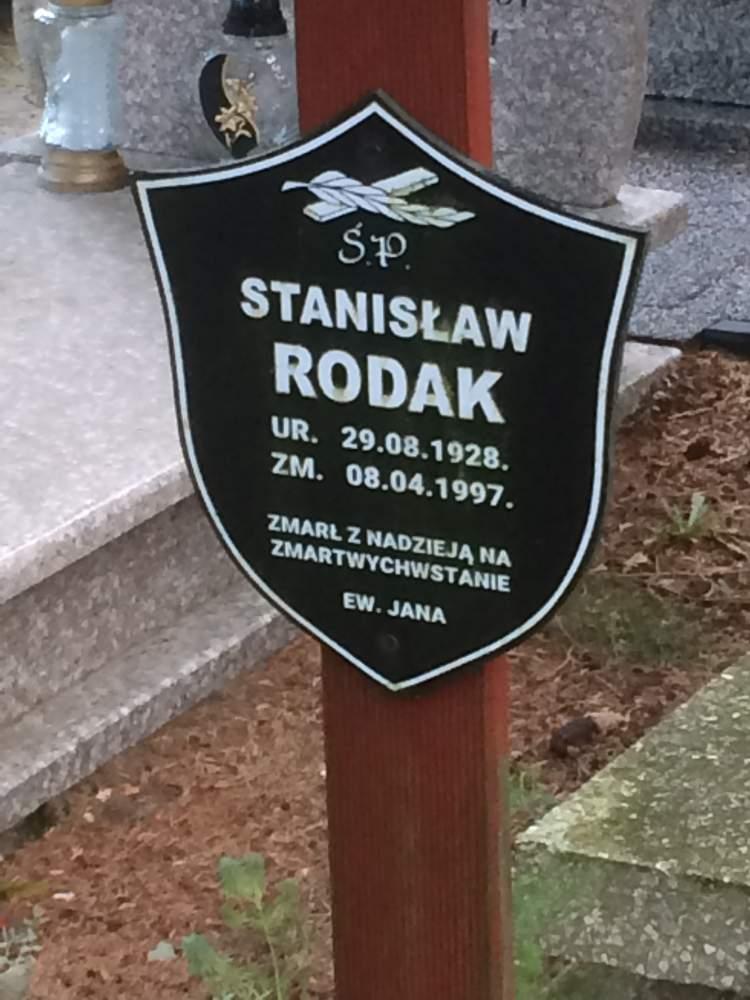 Ś.P.
STANISŁAW
RODAK
UR. 29.08.1928.
ZM. 08.04.1997.
ZMARŁ Z NADZIEJĄ NA
ZMARTWYCHWSTANIE
EW. JANA